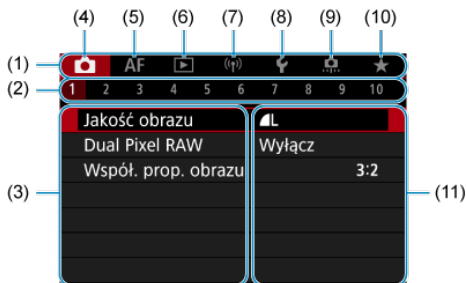 (4) (5) (6) (7) (8) (9) (10)
(1) AF
(2) 1 2 3 4 5 6 7 8 9 10
Jakość obrazu L
Dual Pixel RAW Wyłącz
(3) Współ. prop. obrazu 3:2 (11)